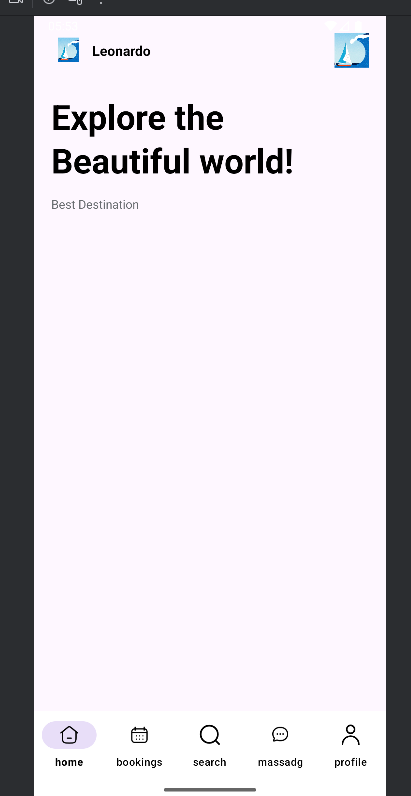 Leonardo
Explore the
Beautiful world!
Best Destination
home bookings search massadg profile